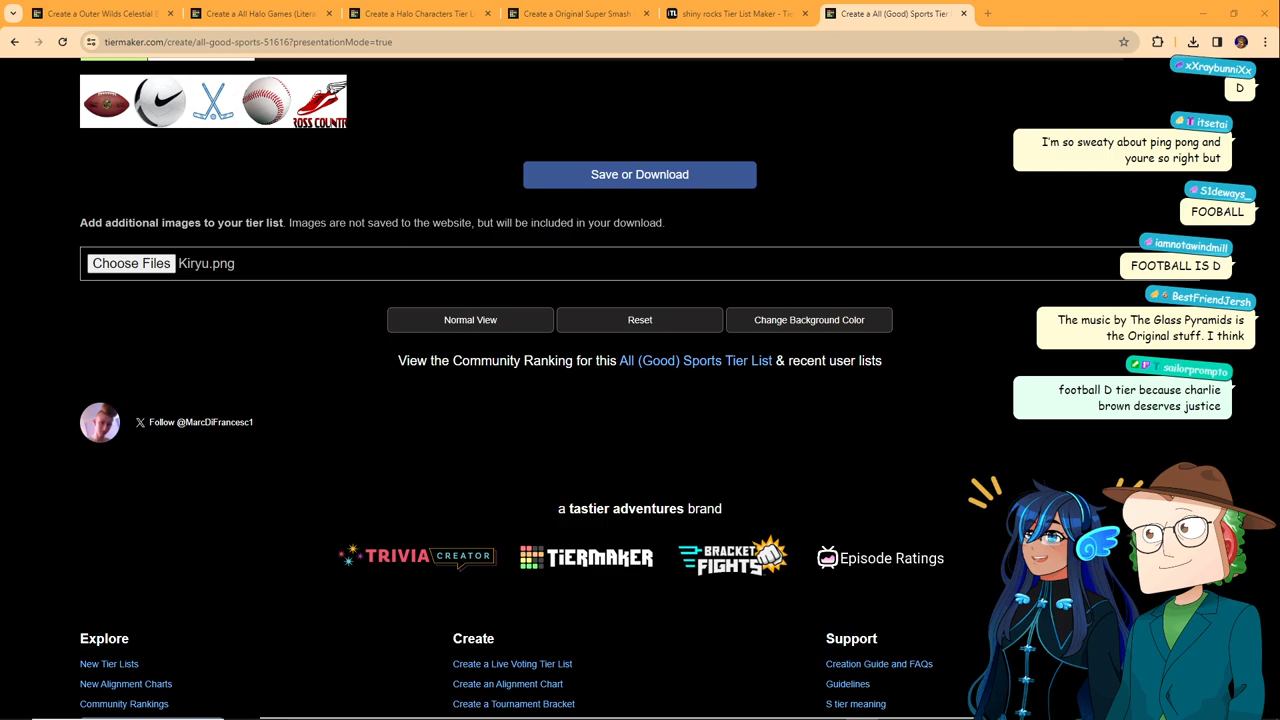 Create a Outer Wilds Celestial B
Create a All Halo Games (Litera
Create a Halo Characters Tier L
Create a Original Super Smash
shiny rocks Tier List Maker - Tie
Create a All (Good) Sports Tier
tiermaker.com/create/all-good-sports-51616?presentationMode=true
ROSS COUNTR
Save or Download
Add additional images to your tier list. Images are not saved to the website, but will be included in your download.
Choose Files Kiryu.png
Normal View
Reset
Change Background Color
View the Community Ranking for this All (Good) Sports Tier List & recent user lists
Follow @MarcDiFrancesc1
a tastier adventures brand
TRIVIA CREATOR
TiERMAKER
BRACKET
FIGHTS
Episode Ratings
Explore
New Tier Lists
New Alignment Charts
Community Rankings
Create
Create a Live Voting Tier List
Create an Alignment Chart
Create a Tournament Bracket
Support
Creation Guide and FAQs
Guidelines
S tier meaning
xXraybunniXx
D
itsetai
I'm so sweaty about ping pong and
youre so right but
S1deways_
FOOBALL
iamnotawindmill
FOOTBALL IS D
BestFriendJersh
The music by The Glass Pyramids is
the Original stuff. I think
sailorprompto
football D tier because charlie
brown deserves justice